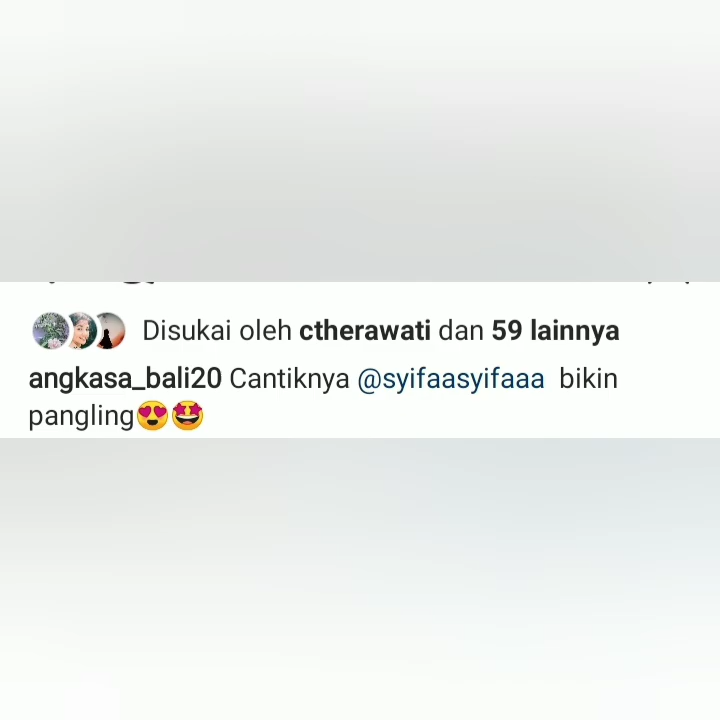 Disukai oleh ctherawati dan 59 lainnya
angkasa_bali20 Cantiknya @syifaasyifaaa bikin
pangling😍🤩